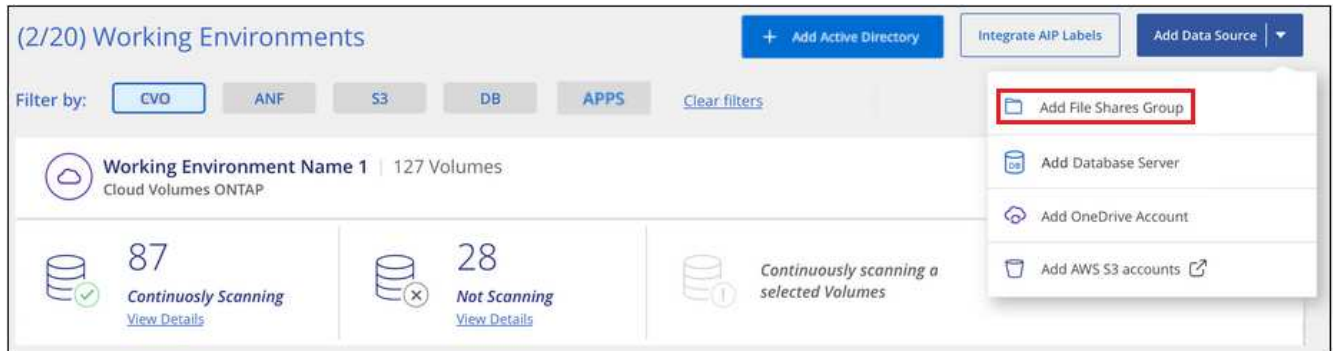 (2/20) Working Environments
+ Add Active Directory
Integrate AIP Labels
Add Data Source
Filter by:
CVO
ANF
S3
DB
APPS
Clear filters
Add File Shares Group
DB
Add Database Server
Add OneDrive Account
Add AWS S3 accounts
Working Environment Name 1 | 127 Volumes
Cloud Volumes ONTAP
87
Continuosly Scanning
View Details
28
Not Scanning
View Details
Continuously scanning a
selected Volumes